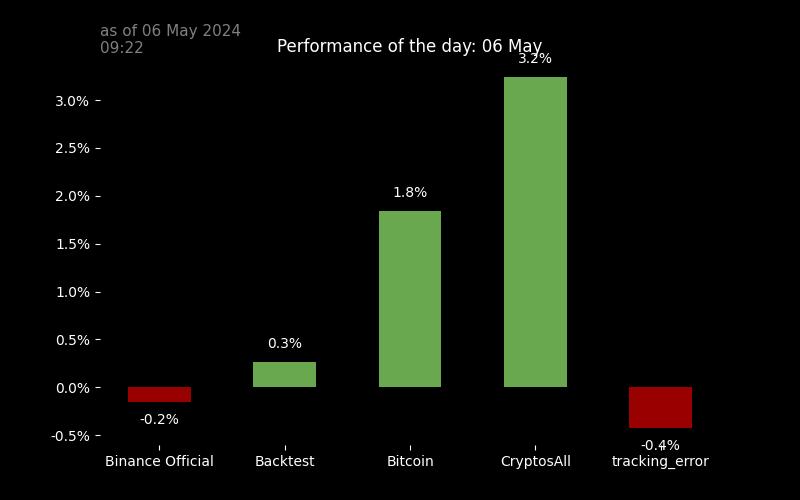 as of 06 May 2024
09:22
Performance of the day: 06 May
3.2%
3.0%
2.5%
2.0%
1.8%
1.5%
1.0%
0.5%
0.3%
0.0%
-0.2%
-0.5%
-0.4%
Binance Official
Backtest
Bitcoin
CryptosAll
tracking_error